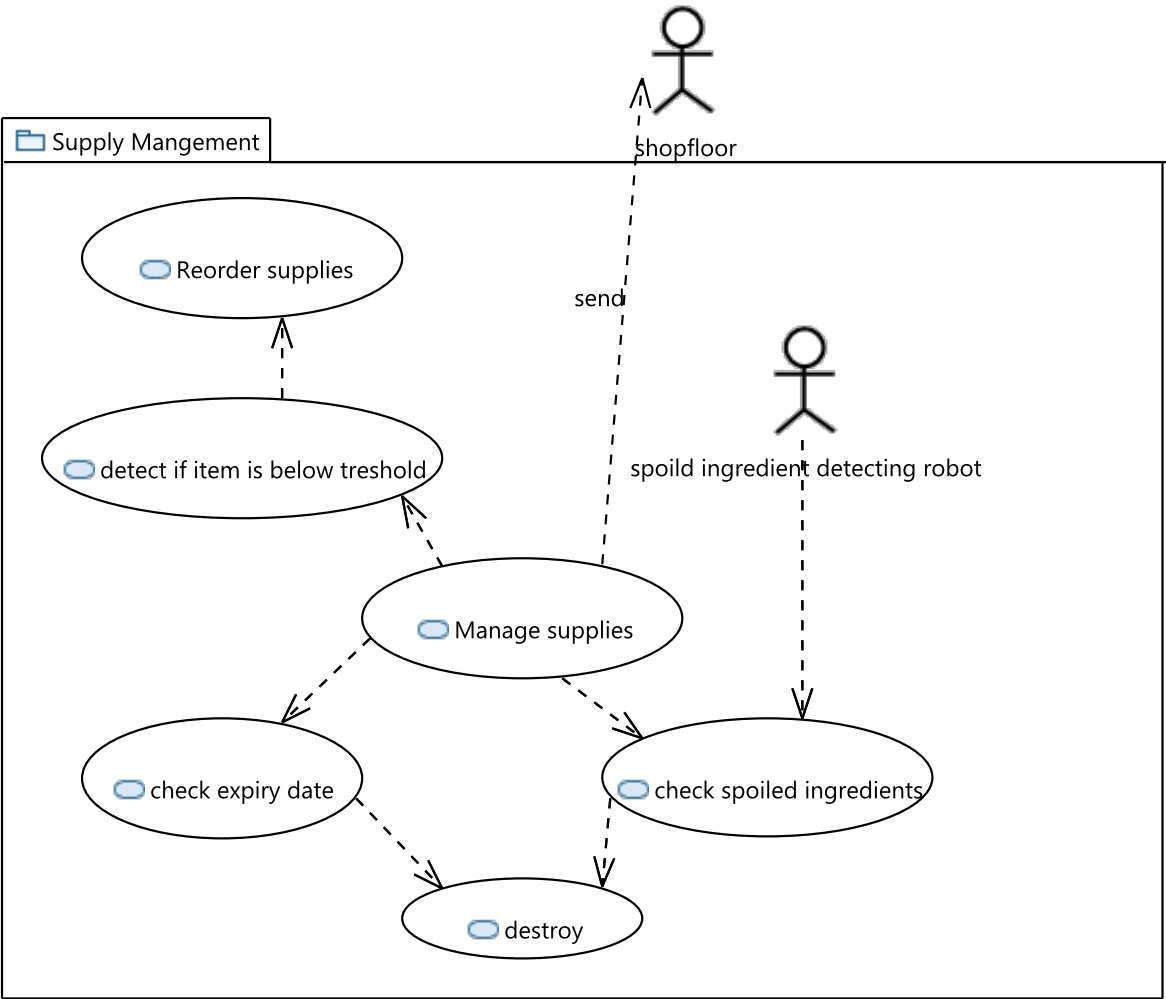 shopfloor
Supply Mangement
Reorder supplies
send
detect if item is below treshold
spoild ingredient detecting robot
Manage supplies
check expiry date
check spoiled ingredients
destroy